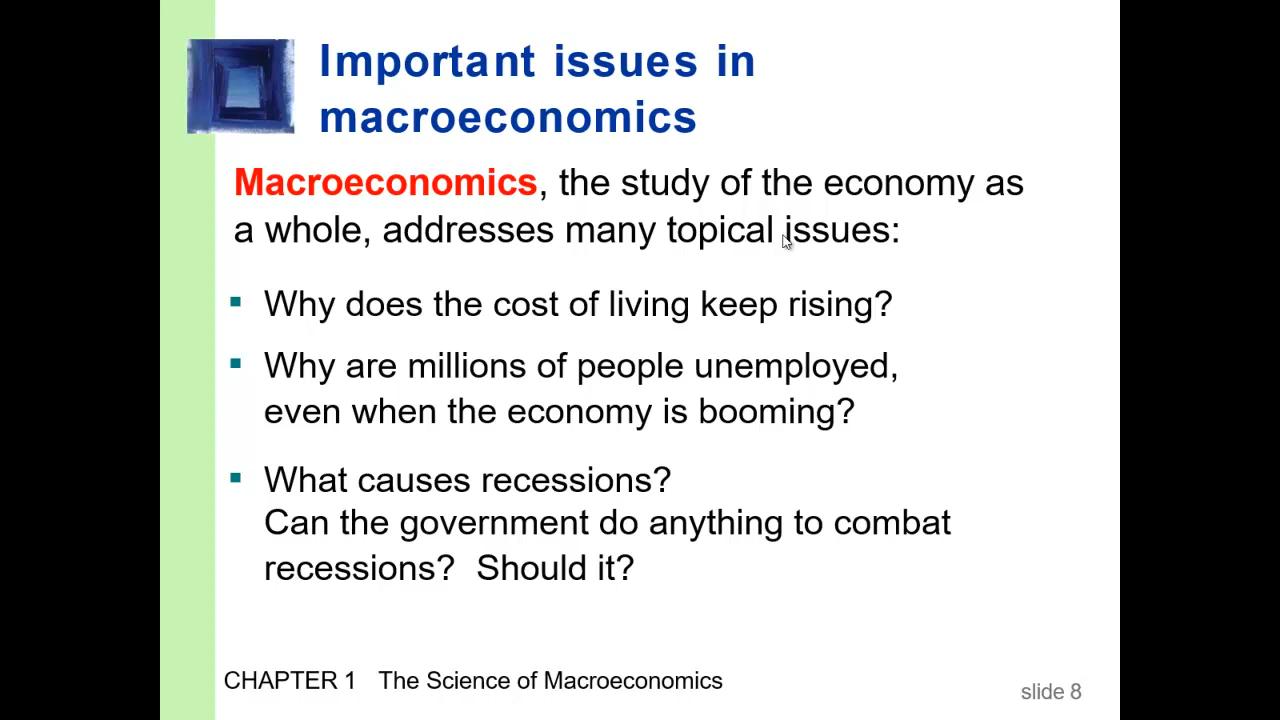 Important issues in
macroeconomics
Macroeconomics, the study of the economy as
a whole, addresses many topical issues:
▪ Why does the cost of living keep rising?
▪ Why are millions of people unemployed,
even when the economy is booming?
▪ What causes recessions?
Can the government do anything to combat
recessions? Should it?
CHAPTER 1 The Science of Macroeconomics
slide 8